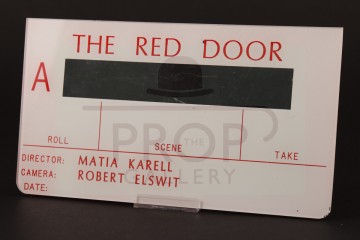 THE RED DOOR
A
ROLL SCENE TAKE
DIRECTOR: MATIA KARELL
CAMERA: ROBERT ELSWIT
DATE:
THE
PROP
GALLERY